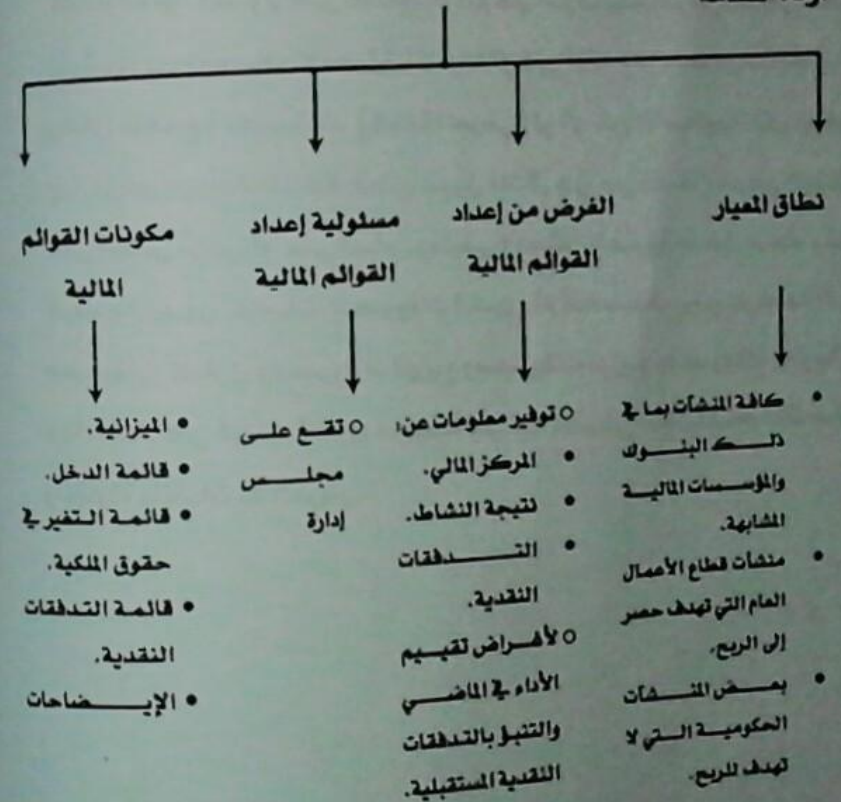 نطاق المعيار
كافة المنشآت بما في
ذلك البنوك
والمؤسسات المالية
المشابهة.
منشآت قطاع الأعمال
العام التي تهدف حصر
إلى الربح.
بعض المنشآت
الحكومية التي لا
تهدف للربح.
الغرض من إعداد
القوائم المالية
توفير معلومات عن:
المركز المالي.
نتيجة النشاط.
التدفقات
النقدية.
لأغراض تقييم
الأداء في الماضي
والتنبؤ بالتدفقات
النقدية المستقبلية.
مسئولية إعداد
القوائم المالية
تقع على
مجلس
إدارة
مكونات القوائم
المالية
الميزانية.
قائمة الدخل.
قائمة التغير في
حقوق الملكية.
قائمة التدفقات
النقدية.
الإيضاحات